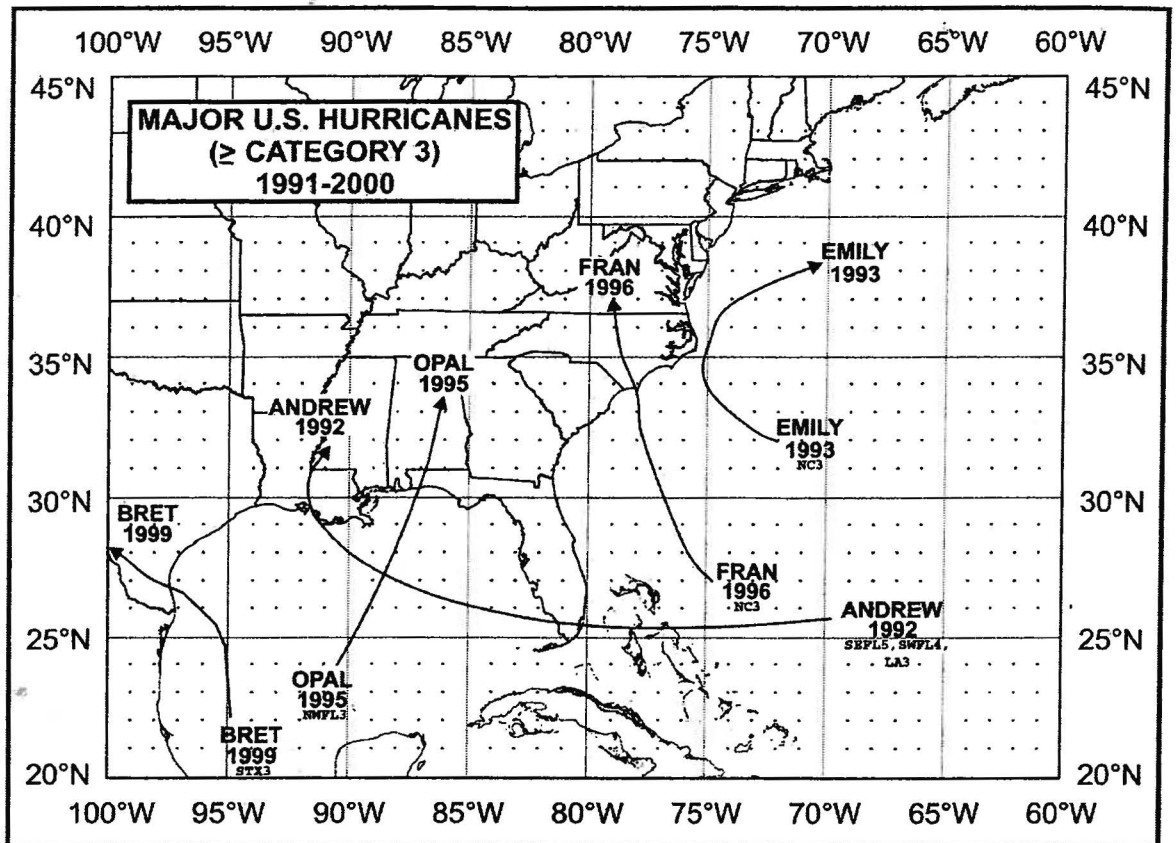 100°W 95°W 90°W 85°W 80°W 75°W 70°W 65°W 60°W
45°N 45°N
MAJOR U.S. HURRICANES
(≥ CATEGORY 3)
1991-2000
40°N 40°N
EMILY
1993
FRAN
1996
35°N 35°N
OPAL
1995
ANDREW
1992
EMILY
1993
NC3
30°N 30°N
BRET
1999
FRAN
1996
NC3
ANDREW
1992
SEFL5, SWFL4,
LA3
25°N 25°N
OPAL
1995
NWFL3
BRET
1999
STX3
20°N 20°N
100°W 95°W 90°W 85°W 80°W 75°W 70°W 65°W 60°W